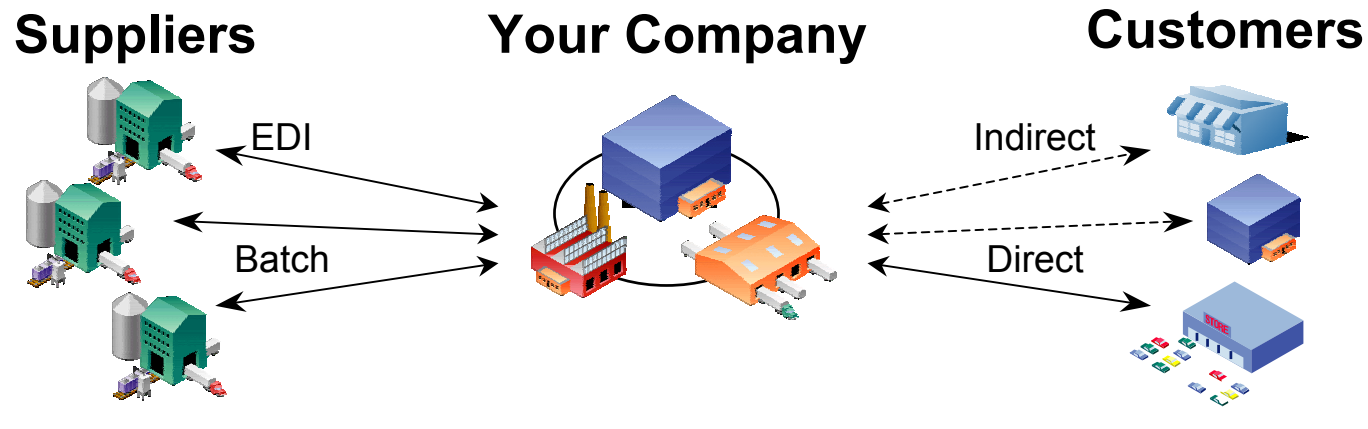 Suppliers
Your Company
Customers
EDI
Batch
Indirect
Direct
STORE